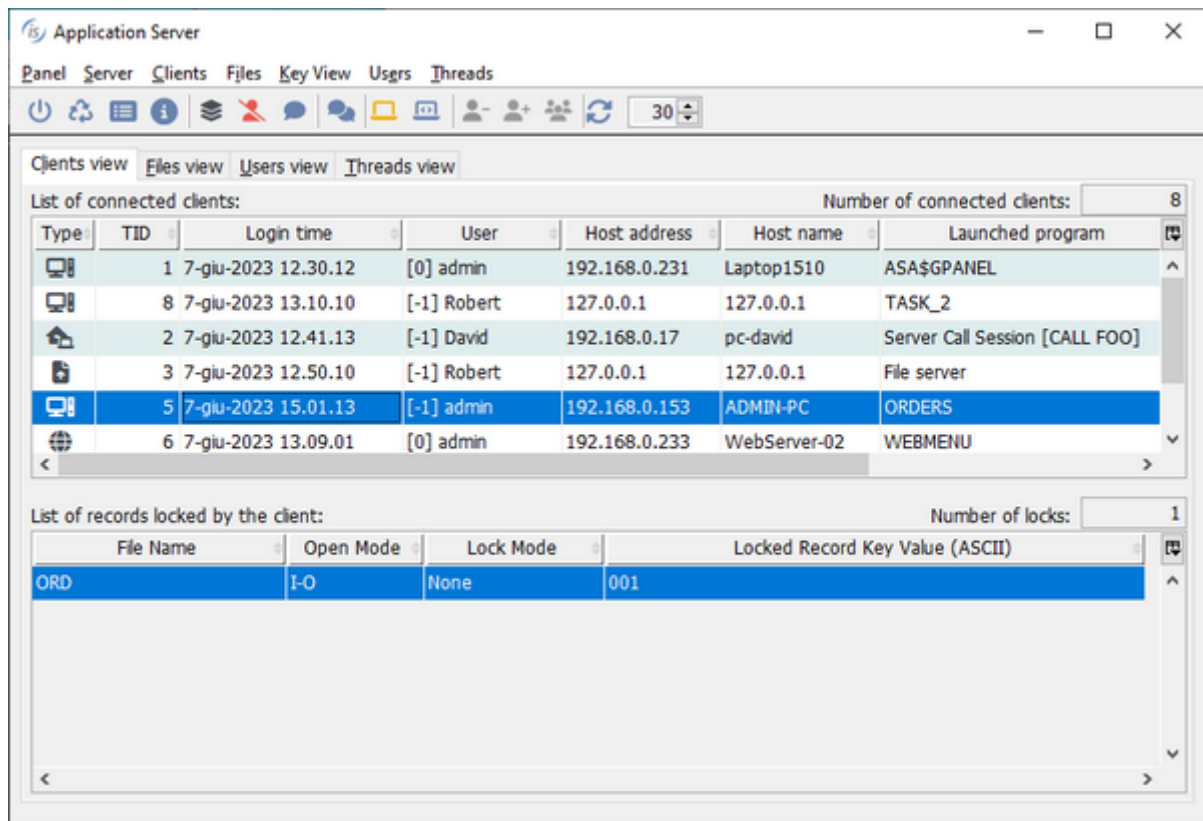 is Application Server
Panel Server Clients Files Key View Users Threads
30
Clients view Files view Users view Threads view
List of connected clients: Number of connected clients: 8
Type TID Login time User Host address Host name Launched program
1 7-giu-2023 12.30.12 [0] admin 192.168.0.231 Laptop1510 ASA$GPANEL
8 7-giu-2023 13.10.10 [-1] Robert 127.0.0.1 127.0.0.1 TASK_2
2 7-giu-2023 12.41.13 [-1] David 192.168.0.17 pc-david Server Call Session [CALL FOO]
3 7-giu-2023 12.50.10 [-1] Robert 127.0.0.1 127.0.0.1 File server
5 7-giu-2023 15.01.13 [-1] admin 192.168.0.153 ADMIN-PC ORDERS
6 7-giu-2023 13.09.01 [0] admin 192.168.0.233 WebServer-02 WEBMENU
List of records locked by the client: Number of locks: 1
File Name Open Mode Lock Mode Locked Record Key Value (ASCII)
ORD I-O None 001